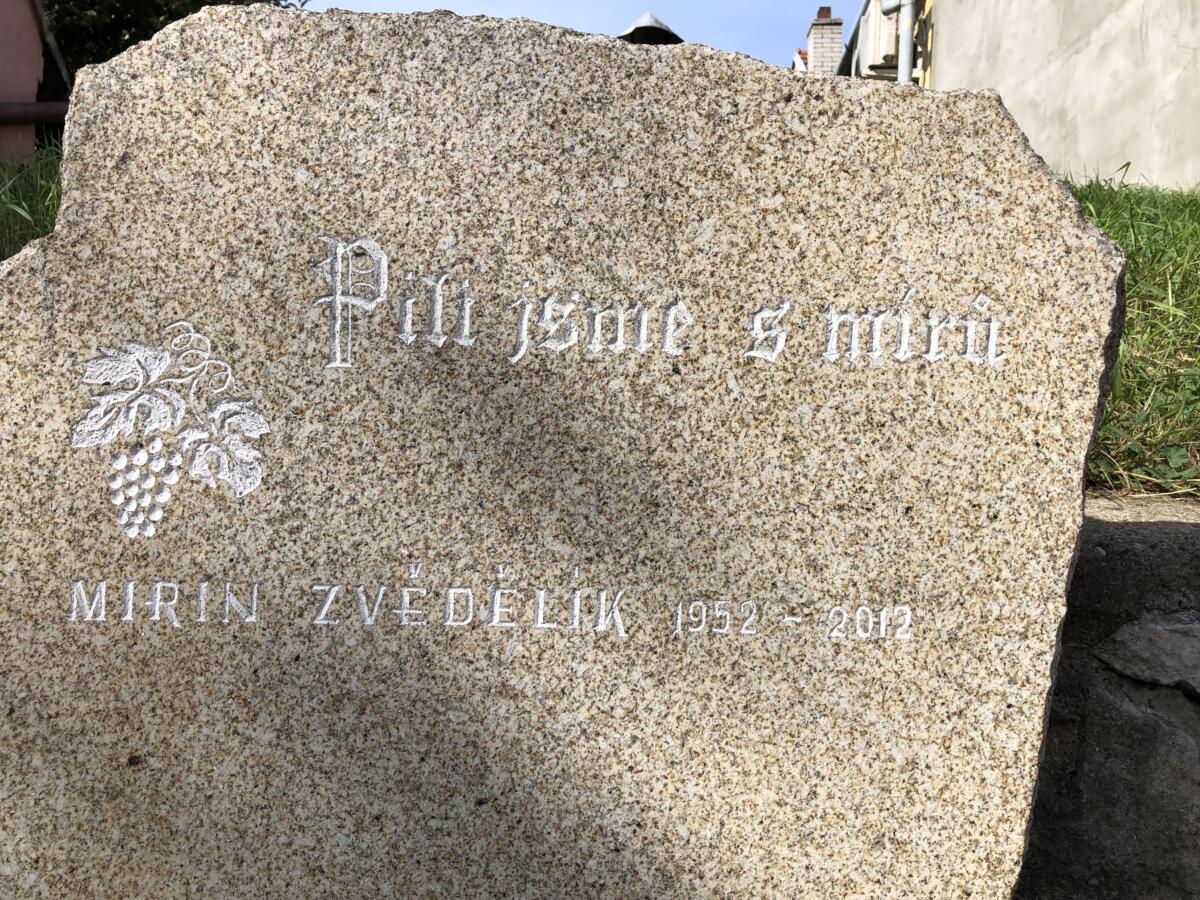 Pili jsme s mírů
MIRIN ZVĚDĚLÍK 1952 - 2012